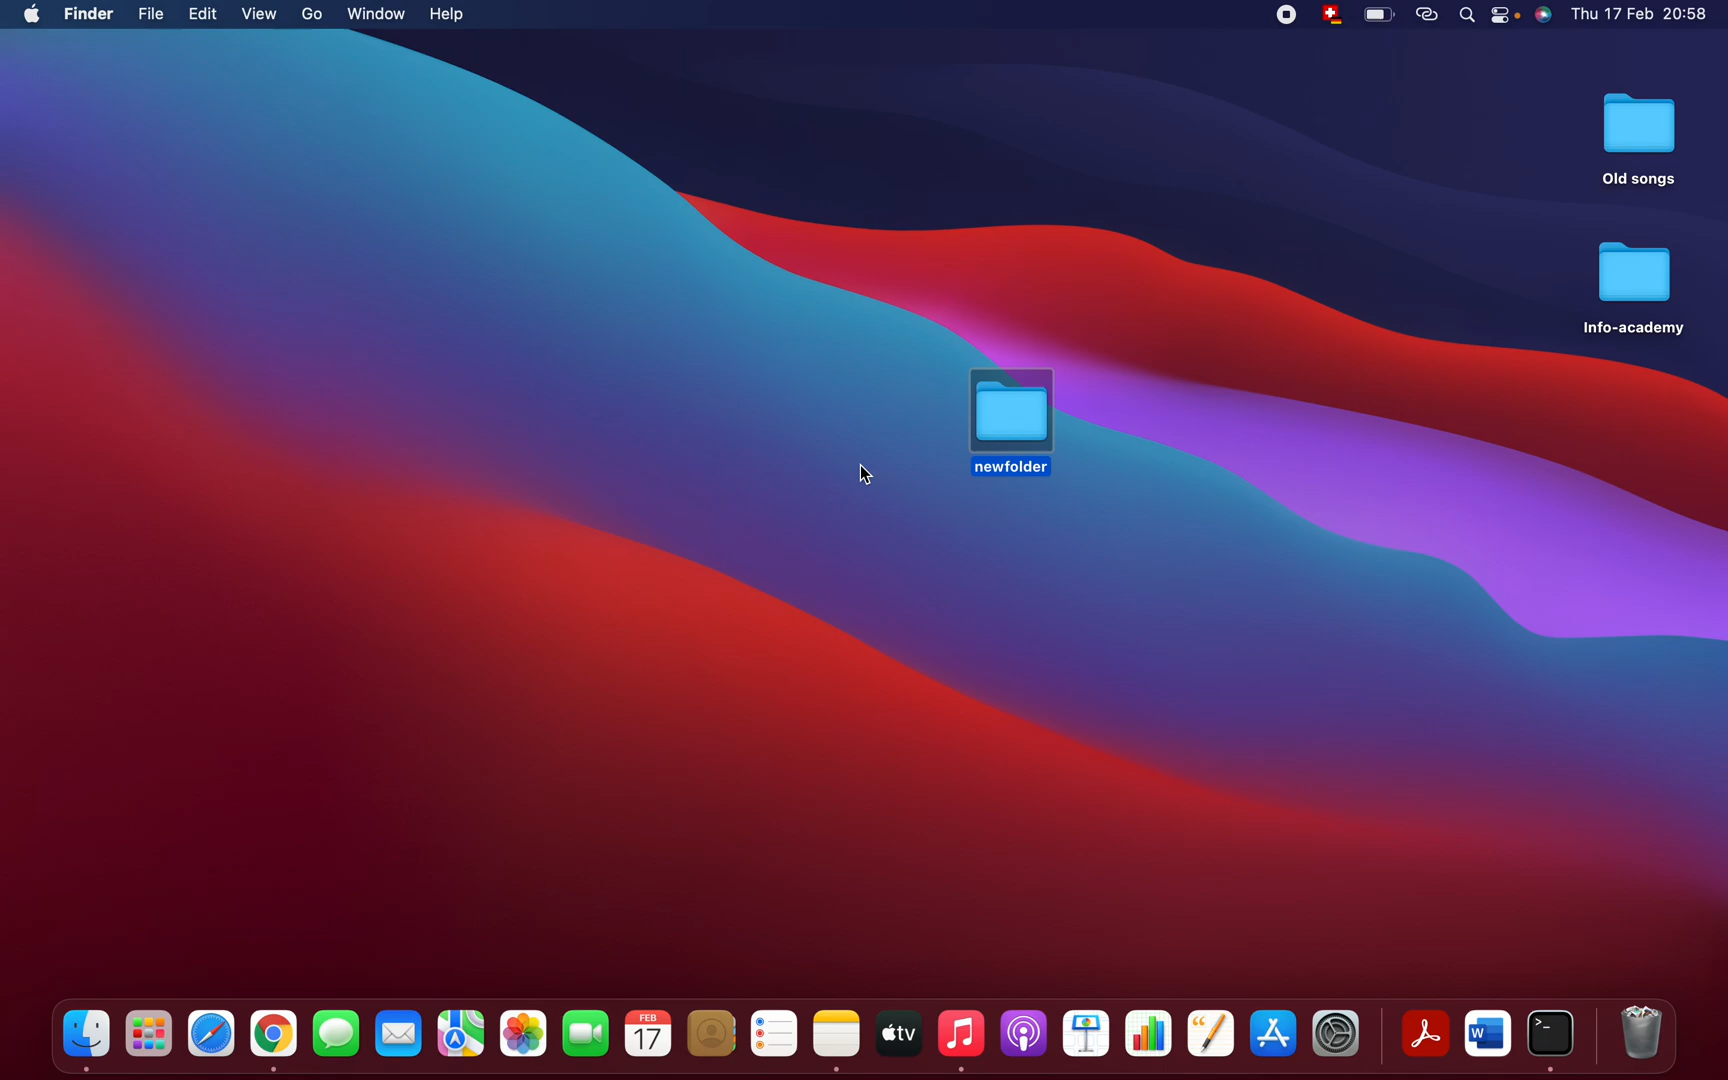 Finder File Edit View Go Window Help Thu 17 Feb 20:58
Old songs
Info-academy
newfolder
FEB
17
tv
W
>_